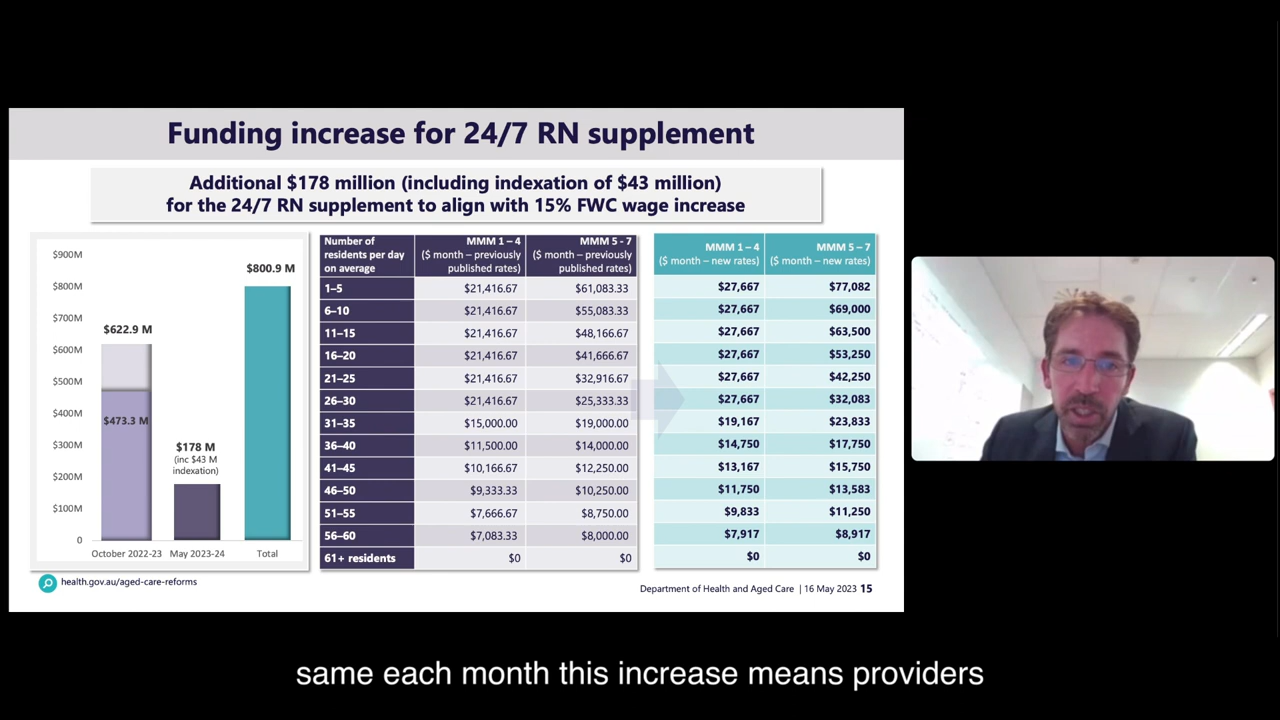 Funding increase for 24/7 RN supplement
Additional $178 million (including indexation of $43 million)
for the 24/7 RN supplement to align with 15% FWC wage increase
$900M
$800M
$700M
$600M
$500M
$400M
$300M
$200M
$100M
0
$622.9 M
$473.3 M
$178 M
(inc $43 M
indexation)
$800.9 M
October 2022-23 May 2023-24 Total
Number of
residents per day
on average
MMM 1 – 4
($ month – previously
published rates)
MMM 5 - 7
($ month – previously
published rates)
1–5 $21,416.67 $61,083.33
6–10 $21,416.67 $55,083.33
11–15 $21,416.67 $48,166.67
16–20 $21,416.67 $41,666.67
21–25 $21,416.67 $32,916.67
26–30 $21,416.67 $25,333.33
31–35 $15,000.00 $19,000.00
36–40 $11,500.00 $14,000.00
41–45 $10,166.67 $12,250.00
46–50 $9,333.33 $10,250.00
51–55 $7,666.67 $8,750.00
56–60 $7,083.33 $8,000.00
61+ residents $0 $0
MMM 1 – 4
($ month – new rates)
MMM 5 – 7
($ month – new rates)
$27,667 $77,082
$27,667 $69,000
$27,667 $63,500
$27,667 $53,250
$27,667 $42,250
$27,667 $32,083
$19,167 $23,833
$14,750 $17,750
$13,167 $15,750
$11,750 $13,583
$9,833 $11,250
$7,917 $8,917
$0 $0
health.gov.au/aged-care-reforms
Department of Health and Aged Care | 16 May 2023 15
same each month this increase means providers